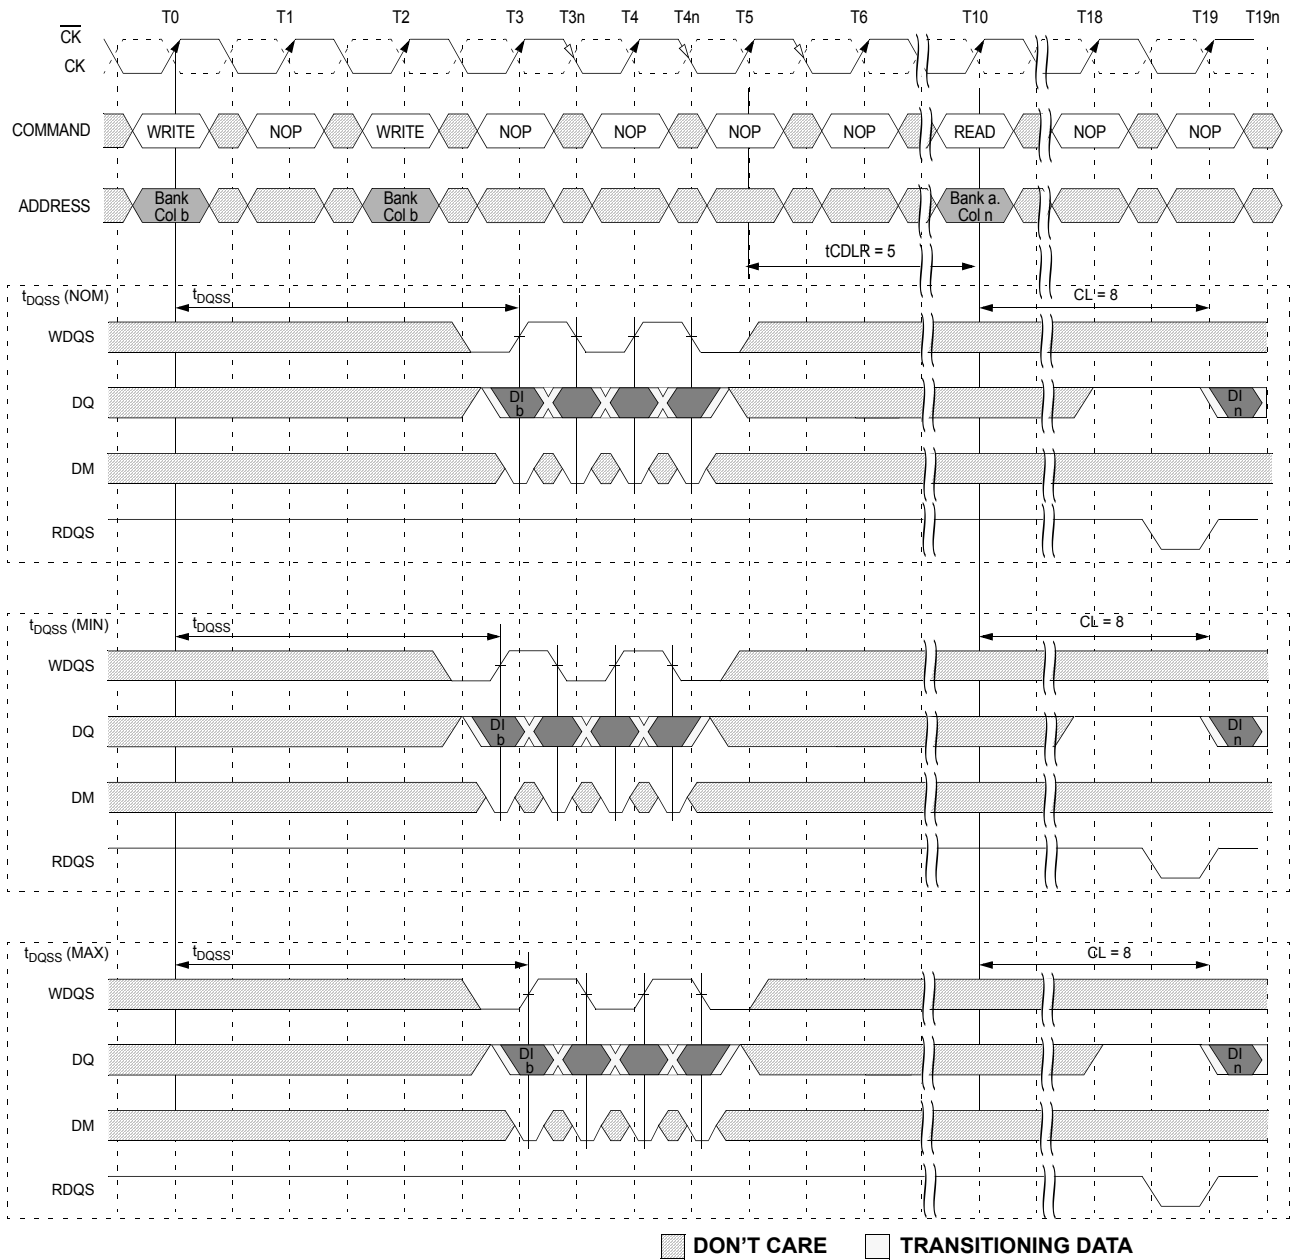 T0 T1 T2 T3 T3n T4 T4n T5 T6 T10 T18 T19 T19n
CK
CK
COMMAND WRITE NOP WRITE NOP NOP NOP NOP READ NOP NOP
ADDRESS Bank Col b Bank Col b Bank a. Col n
tCDLR = 5
tDQSS (NOM) tDQSS CL = 8
WDQS
DQ DI b DI n
DM
RDQS
tDQSS (MIN) tDQSS CL = 8
WDQS
DQ DI b DI n
DM
RDQS
tDQSS (MAX) tDQSS CL = 8
WDQS
DQ DI b DI n
DM
RDQS
DON'T CARE TRANSITIONING DATA